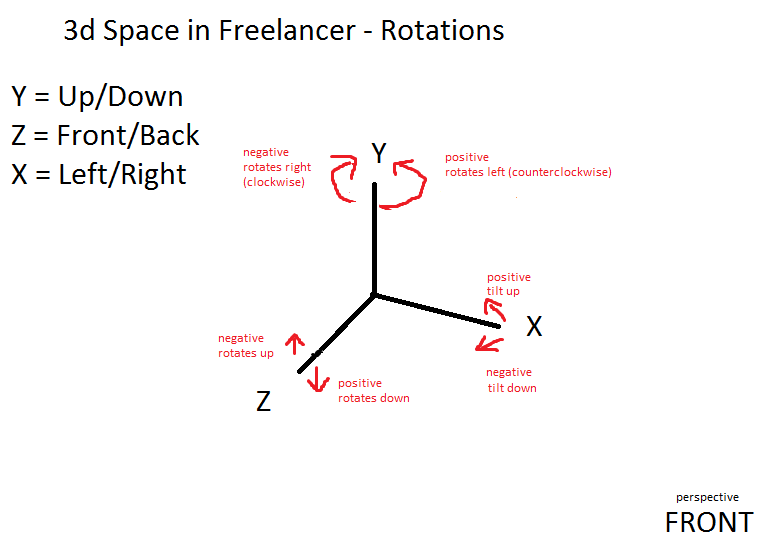 3d Space in Freelancer - Rotations
Y = Up/Down
Z = Front/Back
X = Left/Right
negative
rotates right
(clockwise)
Y
positive
rotates left (counterclockwise)
positive
tilt up
X
negative
tilt down
negative
rotates up
positive
rotates down
Z
perspective
FRONT